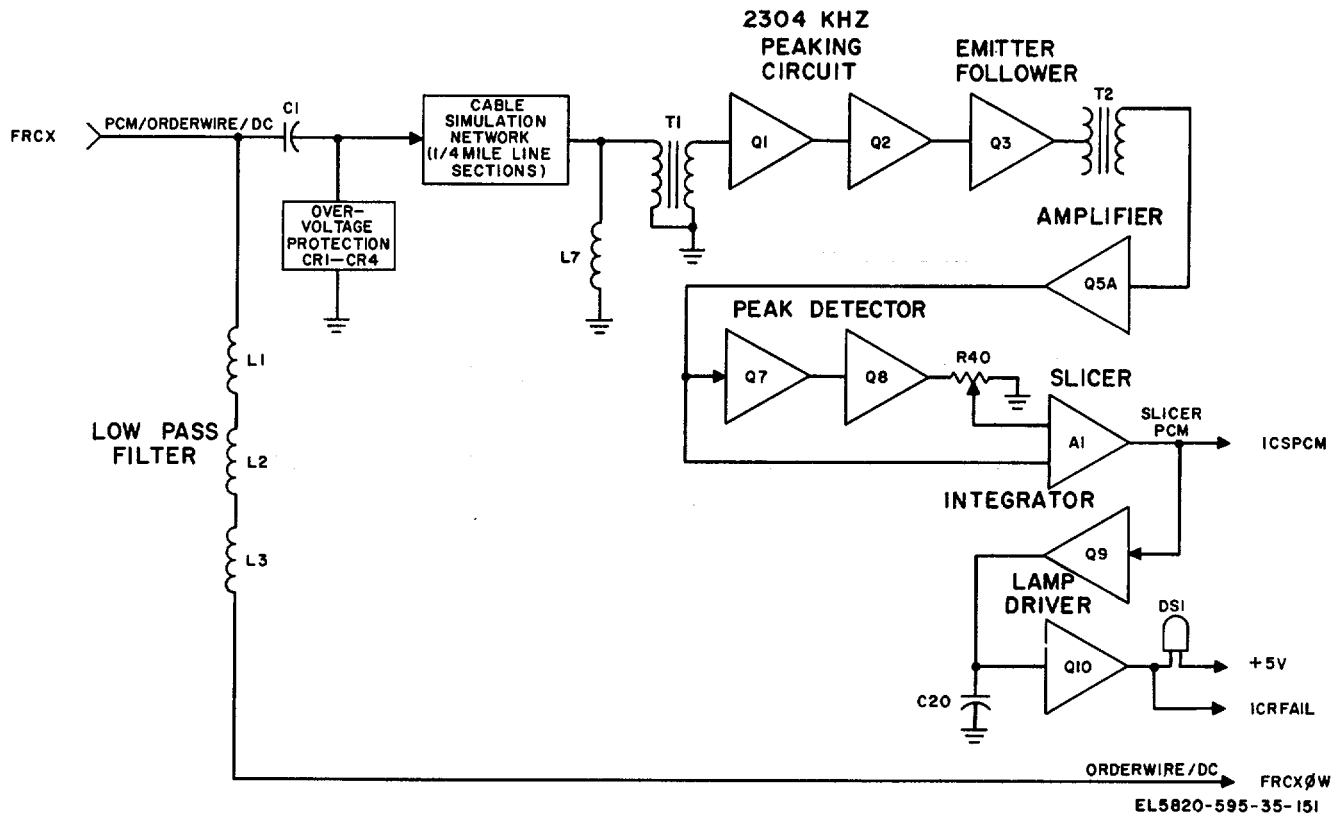 2304 KHZ
PEAKING
CIRCUIT
EMITTER
FOLLOWER
FRCX
PCM/ORDERWIRE/DC
C1
CABLE
SIMULATION
NETWORK
(1/4 MILE LINE
SECTIONS)
T1
Q1
Q2
Q3
T2
OVER-
VOLTAGE
PROTECTION
CR1-CR4
L7
AMPLIFIER
Q5A
PEAK DETECTOR
L1
Q7
Q8
R40
SLICER
LOW PASS
FILTER
L2
A1
SLICER
PCM
ICSPCM
INTEGRATOR
L3
Q9
LAMP
DRIVER
DS1
Q10
+5V
C20
ICRFAIL
ORDERWIRE/DC
FRCXØW
EL5820-595-35-151